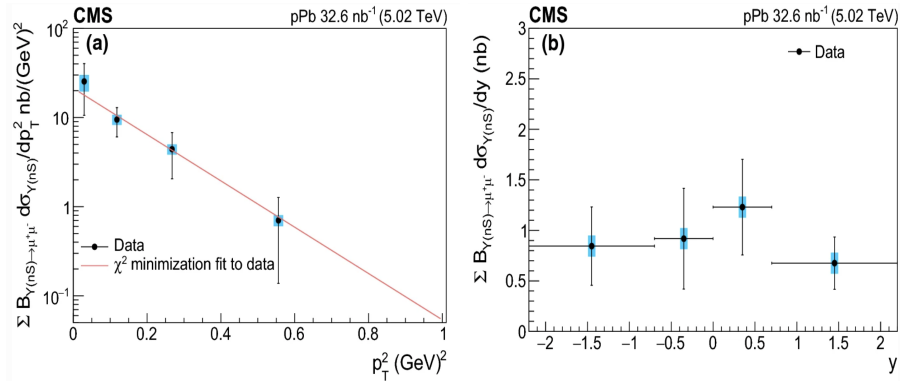 CMS pPb 32.6 nb⁻¹ (5.02 TeV)
(a)
Σ B_Υ(nS)→μ⁺μ⁻ dσ_Υ(nS)/dp_T² nb/(GeV)²
10²
10
1
10⁻¹
Data
χ² minimization fit to data
0 0.2 0.4 0.6 0.8 1
p_T² (GeV)²
CMS pPb 32.6 nb⁻¹ (5.02 TeV)
(b)
Data
Σ B_Υ(nS)→μ⁺μ⁻ dσ_Υ(nS)/dy (nb)
3
2.5
2
1.5
1
0.5
0
−2 −1.5 −1 −0.5 0 0.5 1 1.5 2
y